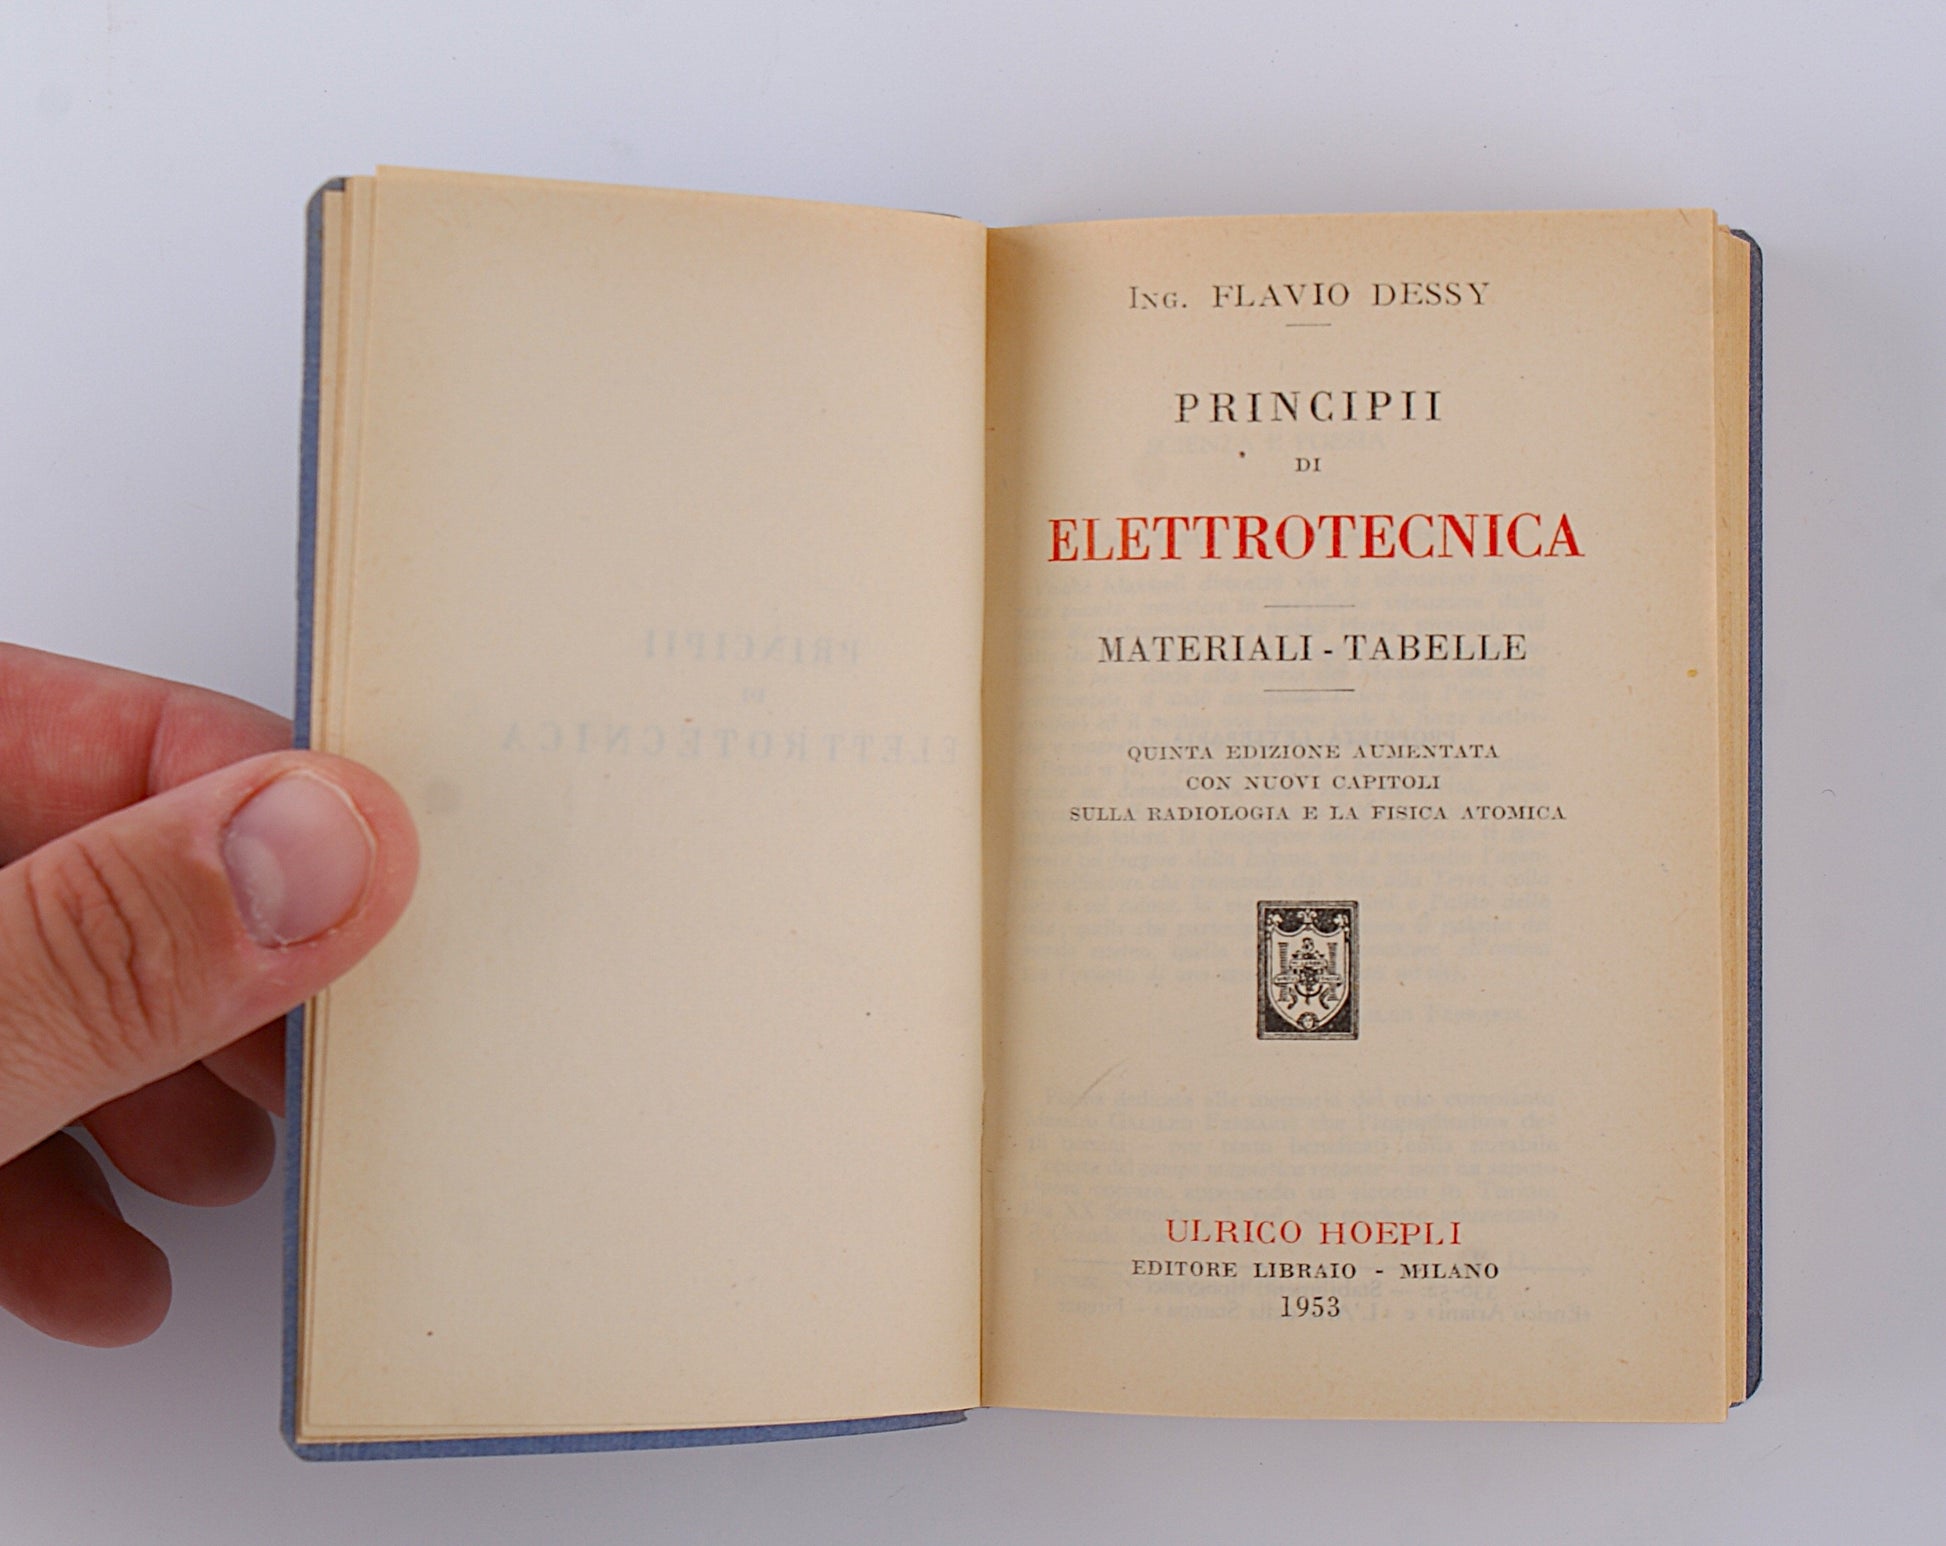 ING. FLAVIO DESSY
PRINCIPII
DI
ELETTROTECNICA
MATERIALI - TABELLE
QUINTA EDIZIONE AUMENTATA
CON NUOVI CAPITOLI
SULLA RADIOLOGIA E LA FISICA ATOMICA
ULRICO HOEPLI
EDITORE LIBRAIO - MILANO
1953